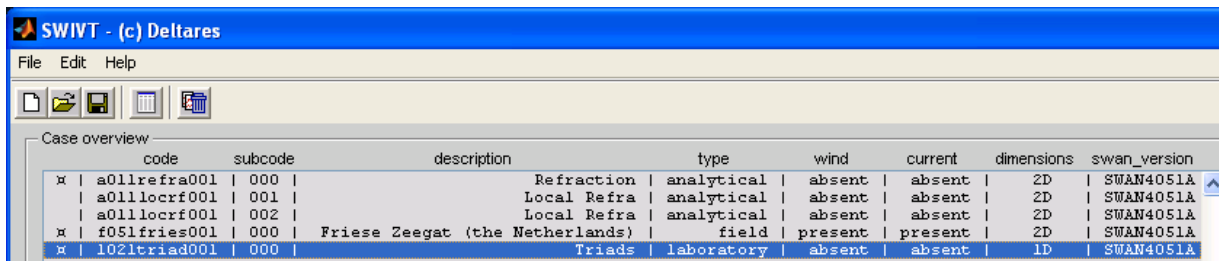 SWIVT - (c) Deltares
File Edit Help
Case overview
code subcode description type wind current dimensions swan_version
¤ | a011refra001 | 000 | Refraction | analytical | absent | absent | 2D | SWAN4051A
| a011locrf001 | 001 | Local Refra | analytical | absent | absent | 2D | SWAN4051A
| a011locrf001 | 002 | Local Refra | analytical | absent | absent | 2D | SWAN4051A
¤ | f051fries001 | 000 | Friese Zeegat (the Netherlands) | field | present | present | 2D | SWAN4051A
¤ | l021triad001 | 000 | Triads | laboratory | absent | absent | 1D | SWAN4051A